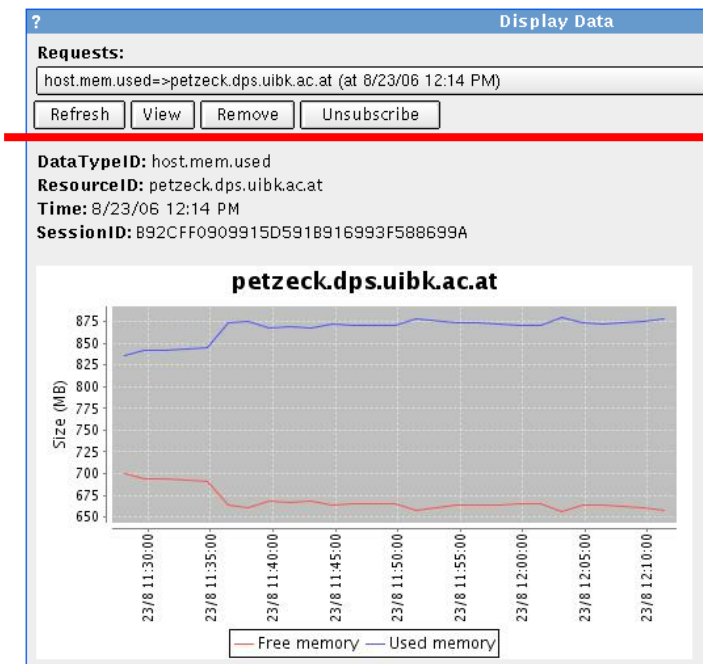 ? Display Data
Requests:
host.mem.used=>petzeck.dps.uibk.ac.at (at 8/23/06 12:14 PM)
Refresh View Remove Unsubscribe
DataTypeID: host.mem.used
ResourceID: petzeck.dps.uibk.ac.at
Time: 8/23/06 12:14 PM
SessionID: B92CFF0909915D591B916993F588699A
petzeck.dps.uibk.ac.at
Size (MB)
875
850
825
800
775
750
725
700
675
650
23/8 11:30:00
23/8 11:35:00
23/8 11:40:00
23/8 11:45:00
23/8 11:50:00
23/8 11:55:00
23/8 12:00:00
23/8 12:05:00
23/8 12:10:00
Free memory Used memory